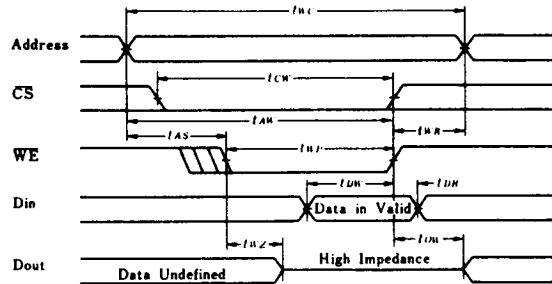 tWC
Address
tCW
CS
tAW
tAS
tWR
WE
tWP
tDW
tDH
Din
Data in Valid
tWZ
tOW
Dout
High Impedance
Data Undefined